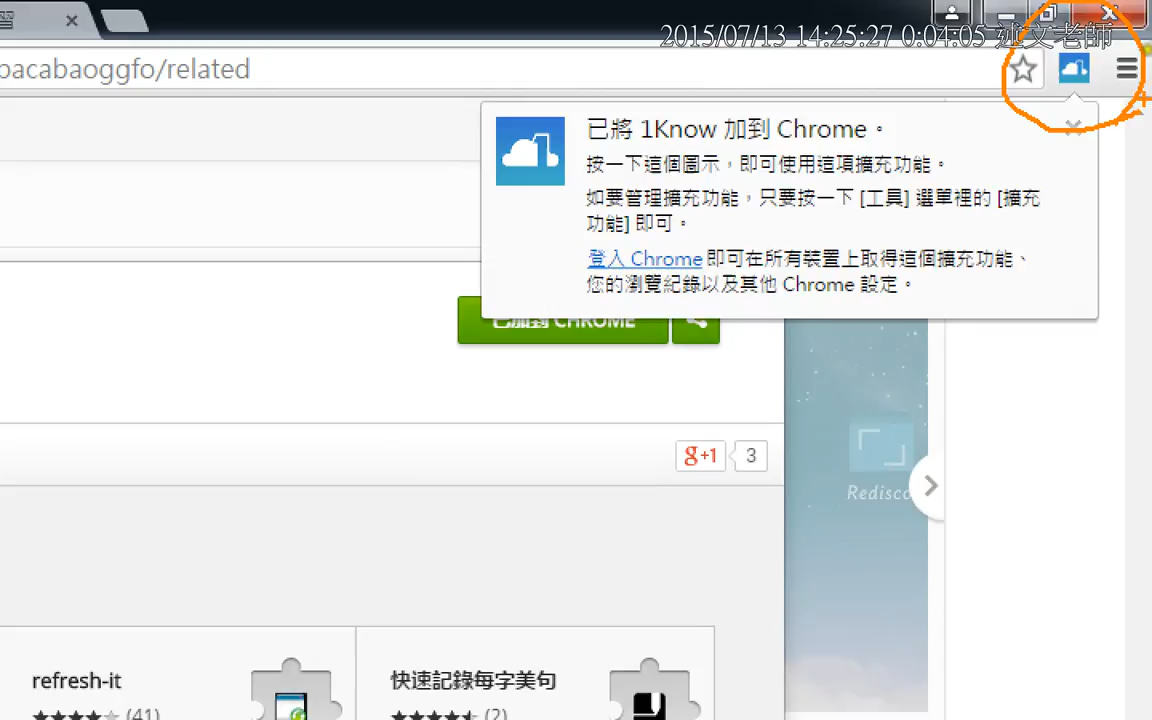 2015/07/13 14:25:27 0:04:05 述文老師
pacabaoggfo/related
已將 1Know 加到 Chrome。
按一下這個圖示，即可使用這項擴充功能。
如要管理擴充功能，只要按一下 [工具] 選單裡的 [擴充
功能] 即可。
登入 Chrome 即可在所有裝置上取得這個擴充功能、
您的瀏覽紀錄以及其他 Chrome 設定。
已加到 CHROME
g+1 3
Redisco
refresh-it
(41)
快速記錄每字美句
(2)